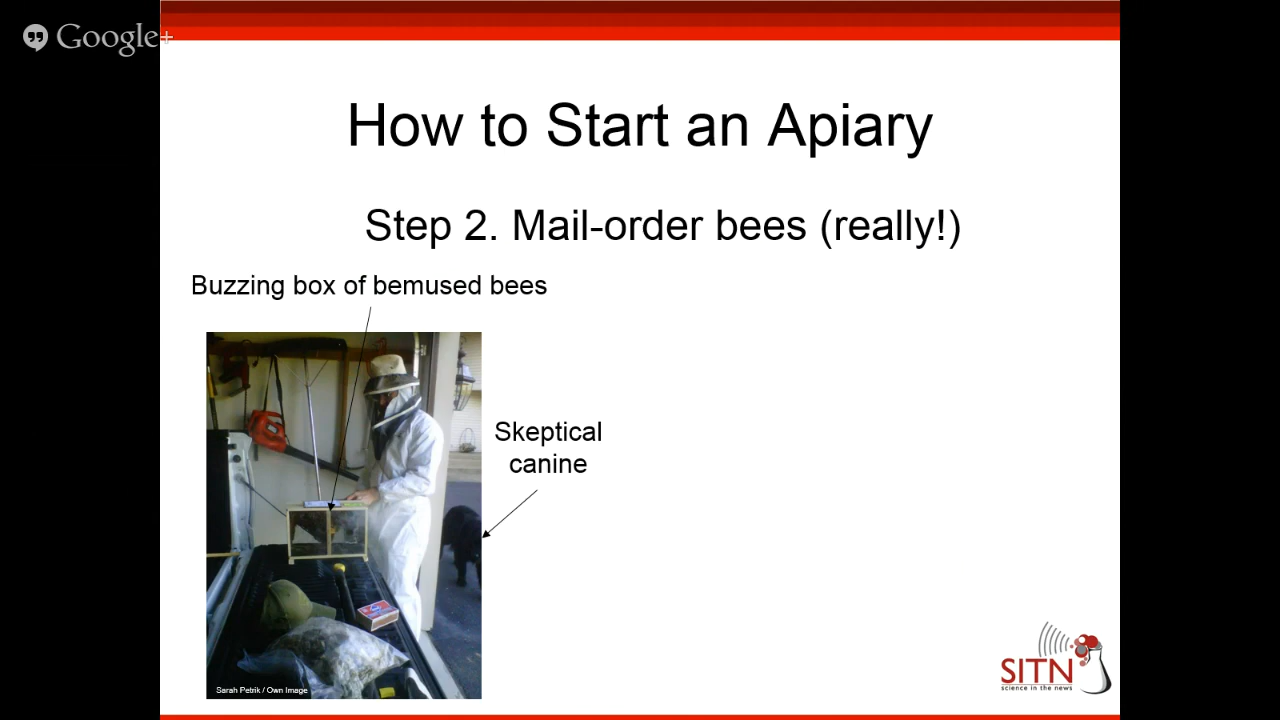 Google+
How to Start an Apiary
Step 2. Mail-order bees (really!)
Buzzing box of bemused bees
Skeptical
canine
Sarah Petrik / Own Image
SITN
science in the news